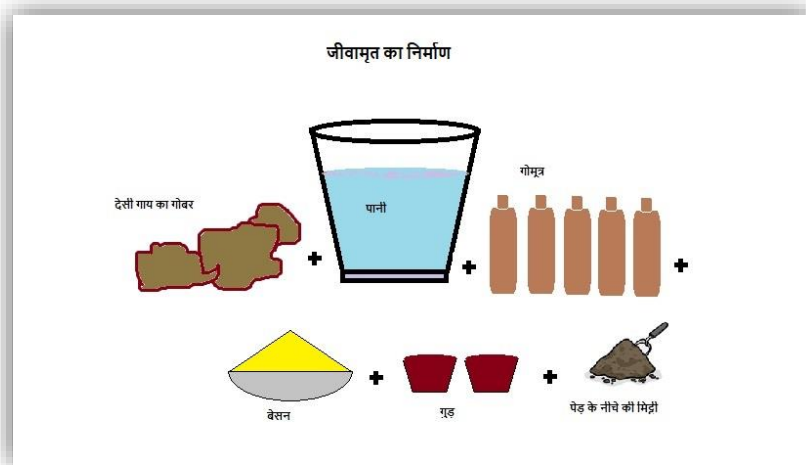 जीवामृत का निर्माण
देसी गाय का गोबर
पानी
गोमूत्र
बेसन
गुड़
पेड़ के नीचे की मिट्टी